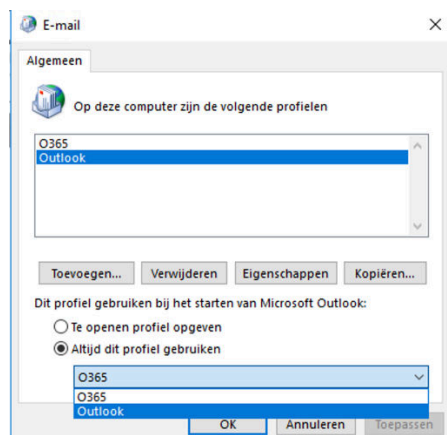 E-mail
Algemeen
Op deze computer zijn de volgende profielen
O365
Outlook
Toevoegen... Verwijderen Eigenschappen Kopiëren...
Dit profiel gebruiken bij het starten van Microsoft Outlook:
Te openen profiel opgeven
Altijd dit profiel gebruiken
O365
O365
Outlook
OK Annuleren Toepassen